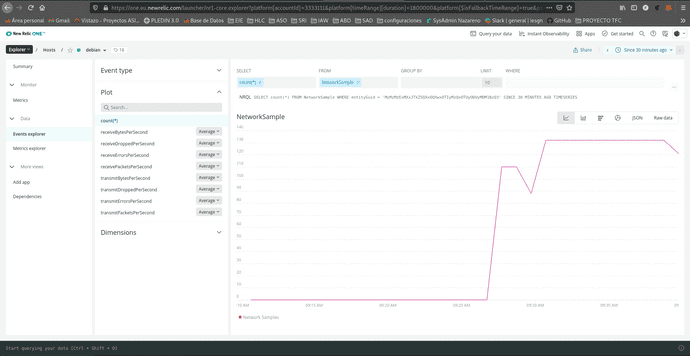 https://one.eu.newrelic.com/launcher/nr1-core.explorer?platform[accountId]=3333111&platform[timeRange][duration]=1800000&platform[$isFallbackTimeRange]=true&
Área personal Gmail Vistazo - Proyectos ASI... PLEDIN 3.0 Base de Datos EIE HLC ASO SRI IAW ABD SAD configuraciones SysAdmin Nazareno Slack | general | iesgn GitHub PROYECTO TFC
New Relic ONE™ Query your data Instant Observability Apps Get started
Explorer / Hosts / debian 16 Share Since 30 minutes ago
Summary
Monitor
Metrics
Data
Events explorer
Metrics explorer
More views
Add app
Dependencies
Event type
Plot
Search...
count(*)
receiveBytesPerSecond Average
receiveDroppedPerSecond Average
receiveErrorsPerSecond Average
receivePacketsPerSecond Average
transmitBytesPerSecond Average
transmitDroppedPerSecond Average
transmitErrorsPerSecond Average
transmitPacketsPerSecond Average
Dimensions
SELECT FROM GROUP BY LIMIT WHERE
count(*) NetworkSample
NRQL SELECT count(*) FROM NetworkSample WHERE entityGuid = SINCE 30 MINUTES AGO TIMESERIES
NetworkSample
JSON Raw data
140
130
120
110
100
90
80
70
60
50
40
30
20
10
0
:10 AM 09:15 AM 09:20 AM 09:25 AM 09:30 AM 09:35 AM 09
Network Samples
Start querying your data (Ctrl + Shift + O)